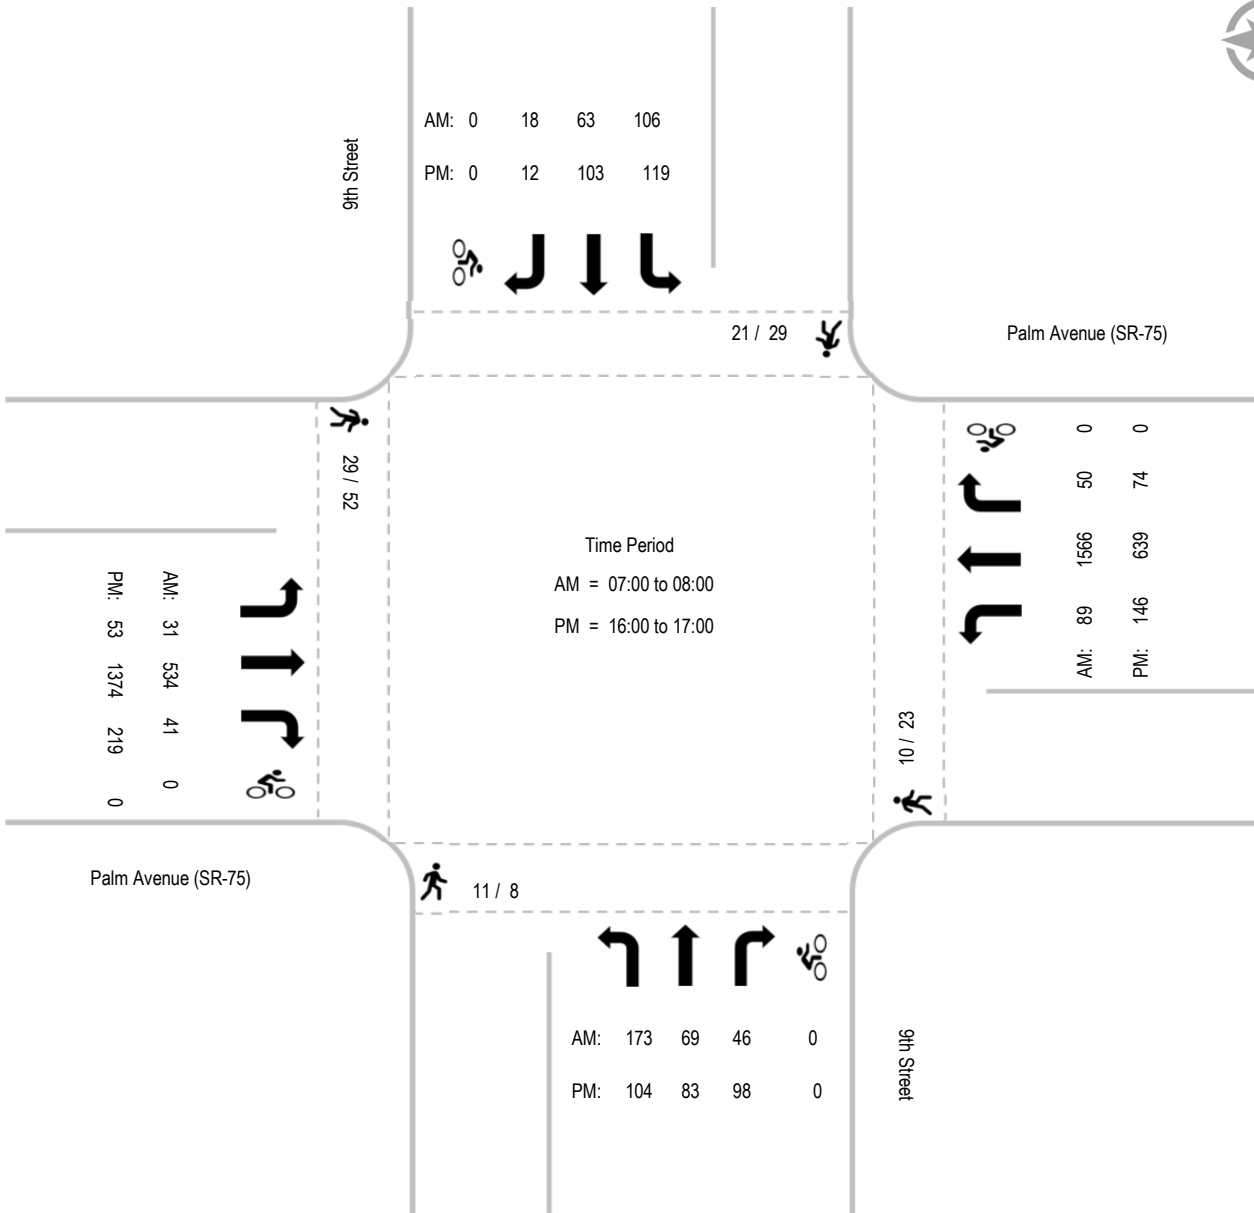 AM: 0 18 63 106
PM: 0 12 103 119
9th Street
21 / 29
Palm Avenue (SR-75)
29 / 52
0 0
50 74
1566 639
89 146
AM: PM:
Time Period
AM = 07:00 to 08:00
PM = 16:00 to 17:00
AM: 31 534 41 0
PM: 53 1374 219 0
10 / 23
Palm Avenue (SR-75)
11 / 8
AM: 173 69 46 0
PM: 104 83 98 0
9th Street